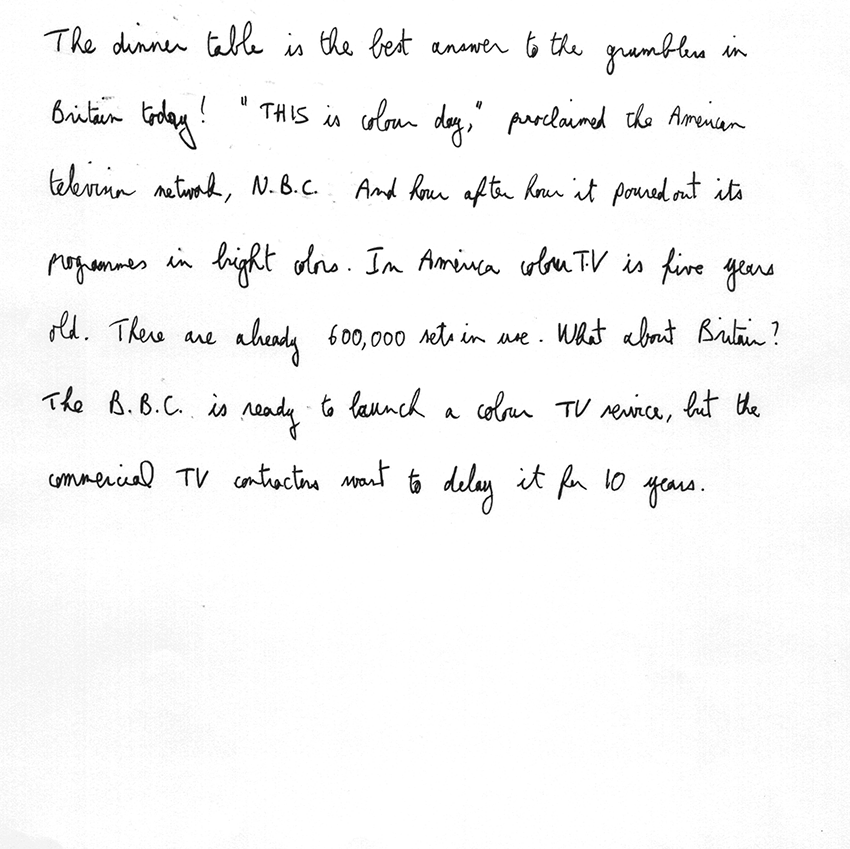 The dinner table is the best answer to the grumblers in
Britain today! "THIS is colour day," proclaimed the American
television network, N.B.C. And hour after hour it poured out its
programmes in bright colors. In America colour T.V is five years
old. There are already 600,000 sets in use. What about Britain?
The B.B.C. is ready to launch a colour TV service, but the
commercial TV contractors want to delay it for 10 years.